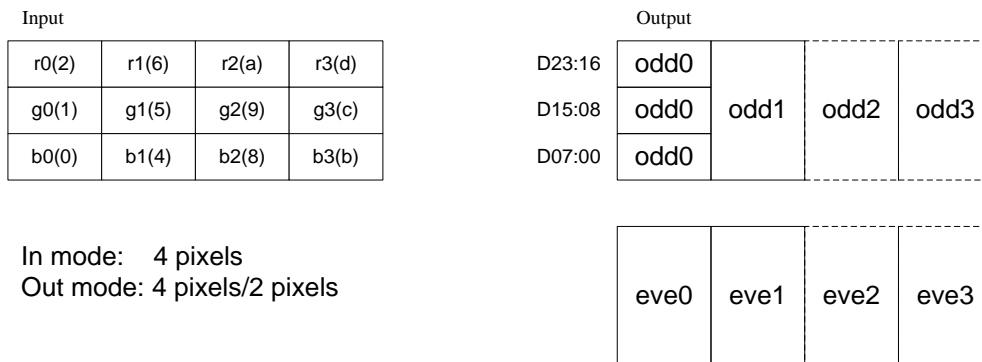 Input
r0(2) r1(6) r2(a) r3(d)
g0(1) g1(5) g2(9) g3(c)
b0(0) b1(4) b2(8) b3(b)
In mode: 4 pixels
Out mode: 4 pixels/2 pixels
Output
D23:16 odd0
D15:08 odd0 odd1 odd2 odd3
D07:00 odd0
eve0 eve1 eve2 eve3